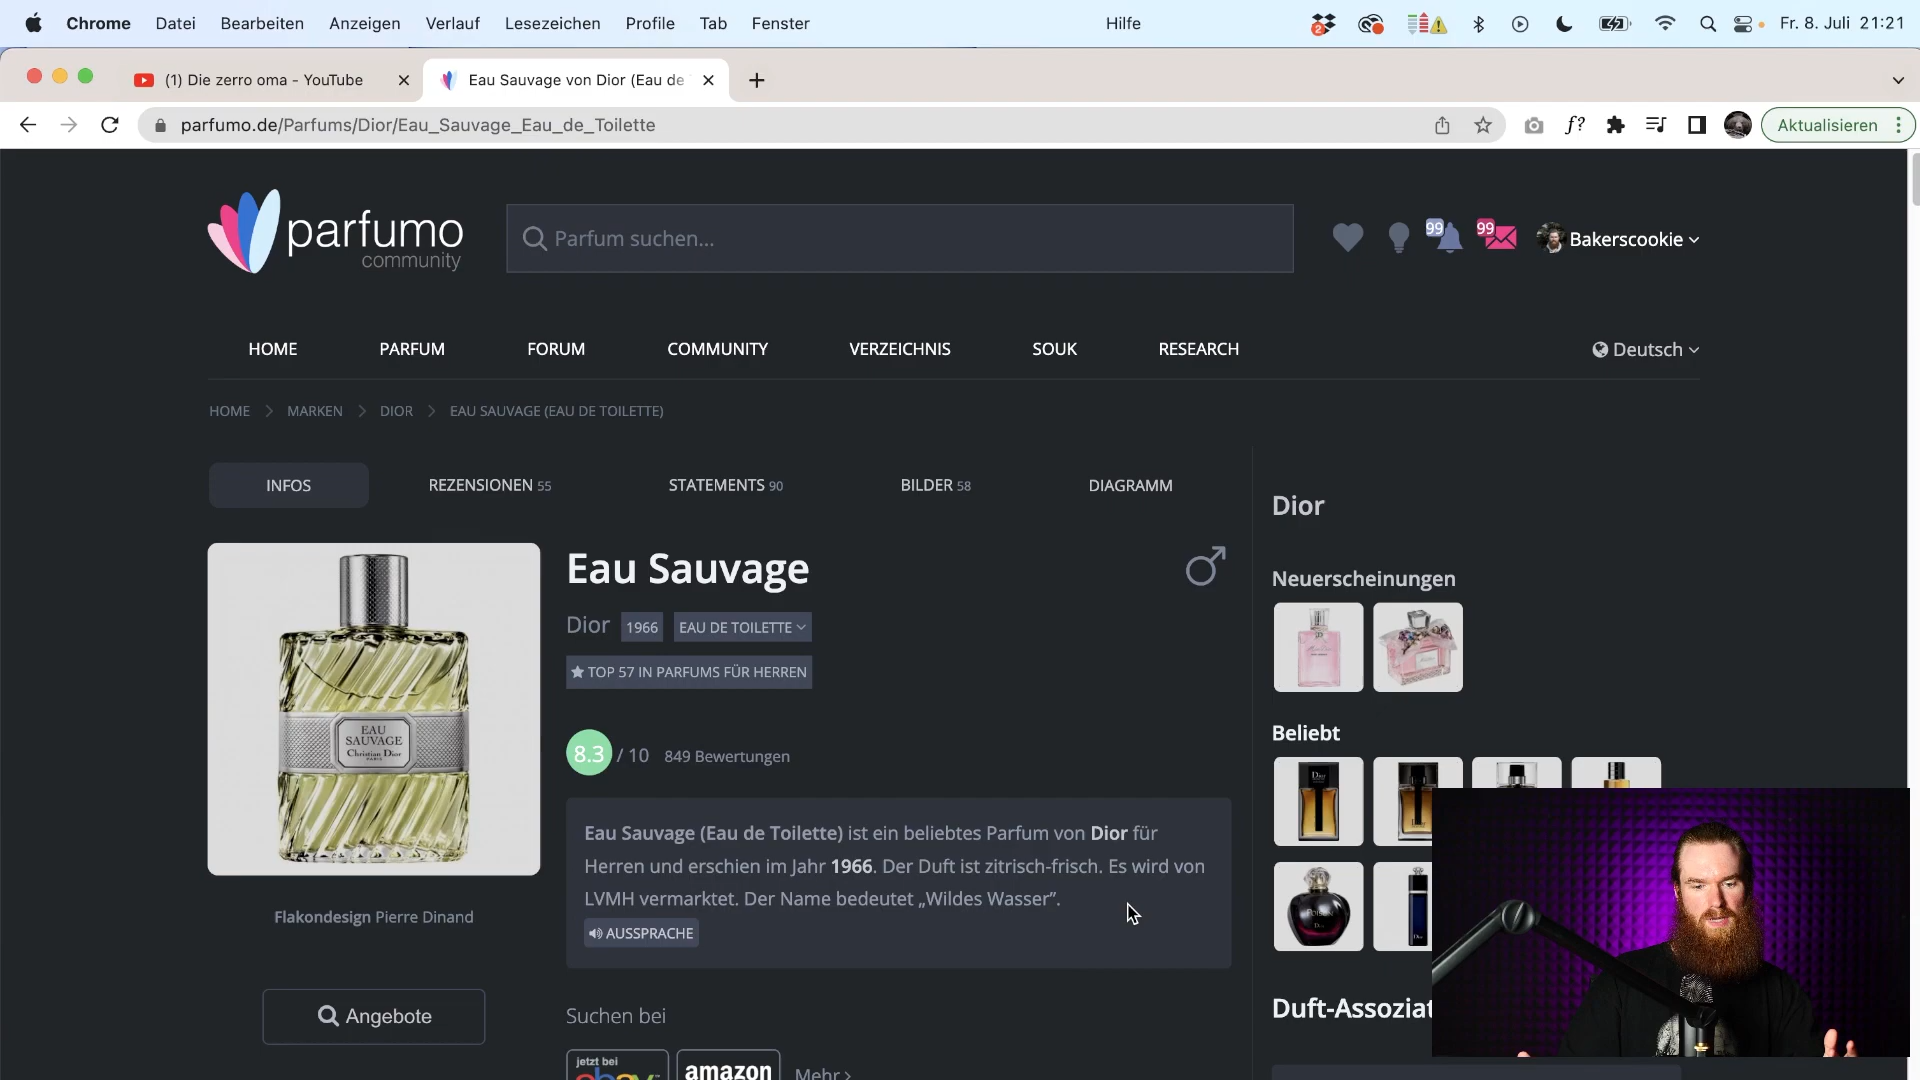 Chrome Datei Bearbeiten Anzeigen Verlauf Lesezeichen Profile Tab Fenster Hilfe
2
Fr. 8. Juli 21:21
(1) Die zerro oma - YouTube
Eau Sauvage von Dior (Eau de
parfumo.de/Parfums/Dior/Eau_Sauvage_Eau_de_Toilette
f?
Aktualisieren
parfumo
community
Parfum suchen...
99
99
Bakerscookie
HOME PARFUM FORUM COMMUNITY VERZEICHNIS SOUK RESEARCH
Deutsch
HOME > MARKEN > DIOR > EAU SAUVAGE (EAU DE TOILETTE)
INFOS
REZENSIONEN 55
STATEMENTS 90
BILDER 58
DIAGRAMM
EAU
SAUVAGE
Christian Dior
PARIS
Flakondesign Pierre Dinand
Angebote
Eau Sauvage
Dior 1966 EAU DE TOILETTE
TOP 57 IN PARFUMS FÜR HERREN
8.3 / 10 849 Bewertungen
Eau Sauvage (Eau de Toilette) ist ein beliebtes Parfum von Dior für
Herren und erschien im Jahr 1966. Der Duft ist zitrisch-frisch. Es wird von
LVMH vermarktet. Der Name bedeutet „Wildes Wasser”.
AUSSPRACHE
Suchen bei
jetzt bei
ebay
amazon
Mehr >
Dior
Neuerscheinungen
Beliebt
Dior
POISON
Duft-Assoziat